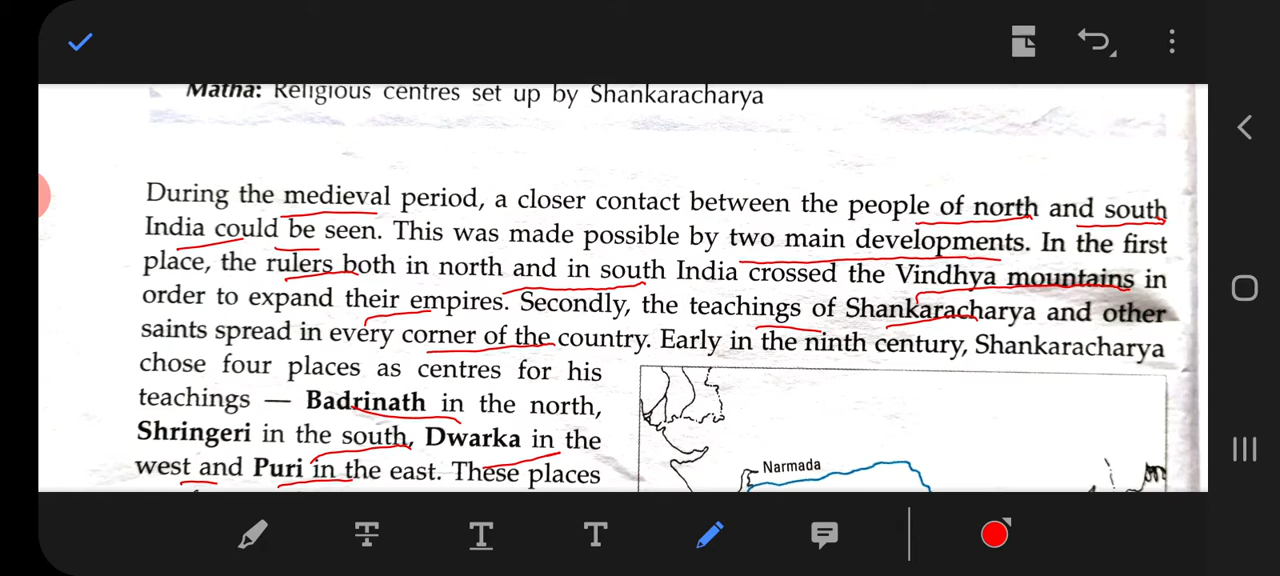 Matha: Religious centres set up by Shankaracharya
During the medieval period, a closer contact between the people of north and south
India could be seen. This was made possible by two main developments. In the first
place, the rulers both in north and in south India crossed the Vindhya mountains in
order to expand their empires. Secondly, the teachings of Shankaracharya and other
saints spread in every corner of the country. Early in the ninth century, Shankaracharya
chose four places as centres for his
teachings — Badrinath in the north,
Shringeri in the south, Dwarka in the
west and Puri in the east. These places
Narmada
T
T
T